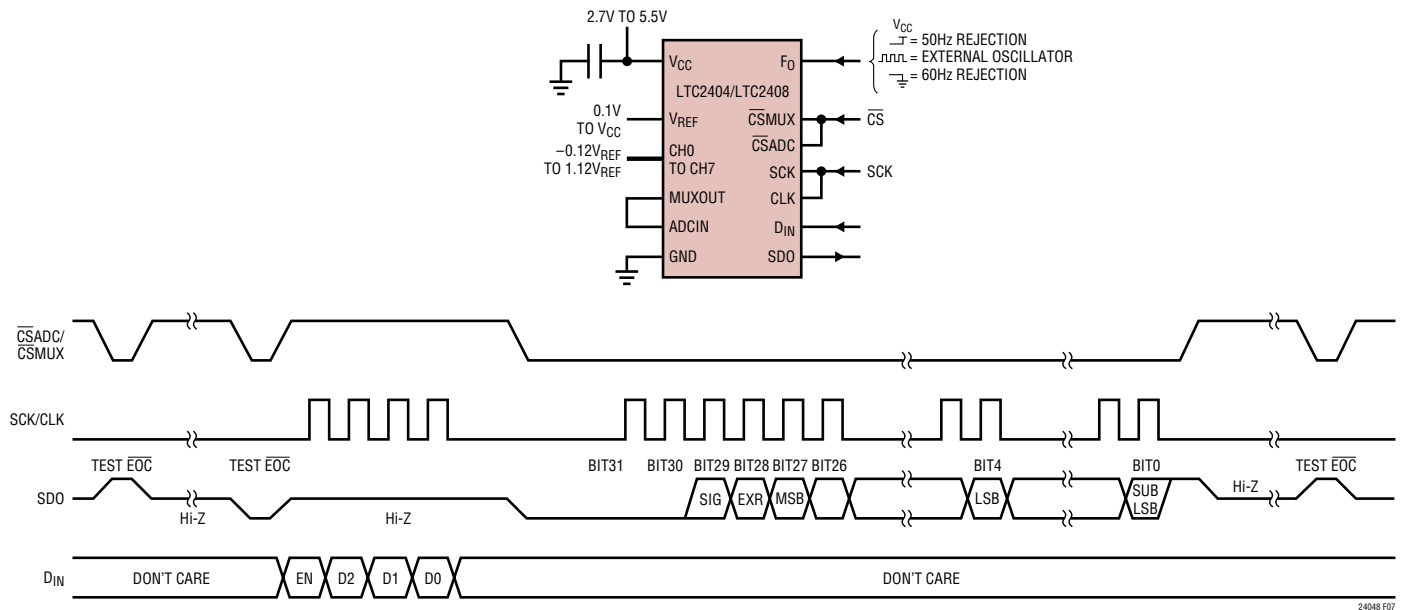 2.7V TO 5.5V
VCC
LTC2404/LTC2408
VREF
CH0
TO CH7
MUXOUT
ADCIN
GND
FO
CSMUX
CSADC
SCK
CLK
DIN
SDO
0.1V
TO VCC
–0.12VREF
TO 1.12VREF
VCC
= 50Hz REJECTION
= EXTERNAL OSCILLATOR
= 60Hz REJECTION
CS
SCK
CSADC/
CSMUX
SCK/CLK
TEST EOC
TEST EOC
BIT31
BIT30
BIT29
BIT28
BIT27
BIT26
BIT4
BIT0
TEST EOC
SDO
Hi-Z
Hi-Z
SIG
EXR
MSB
LSB
SUB
LSB
Hi-Z
DIN
DON'T CARE
EN
D2
D1
D0
DON'T CARE
24048 F07